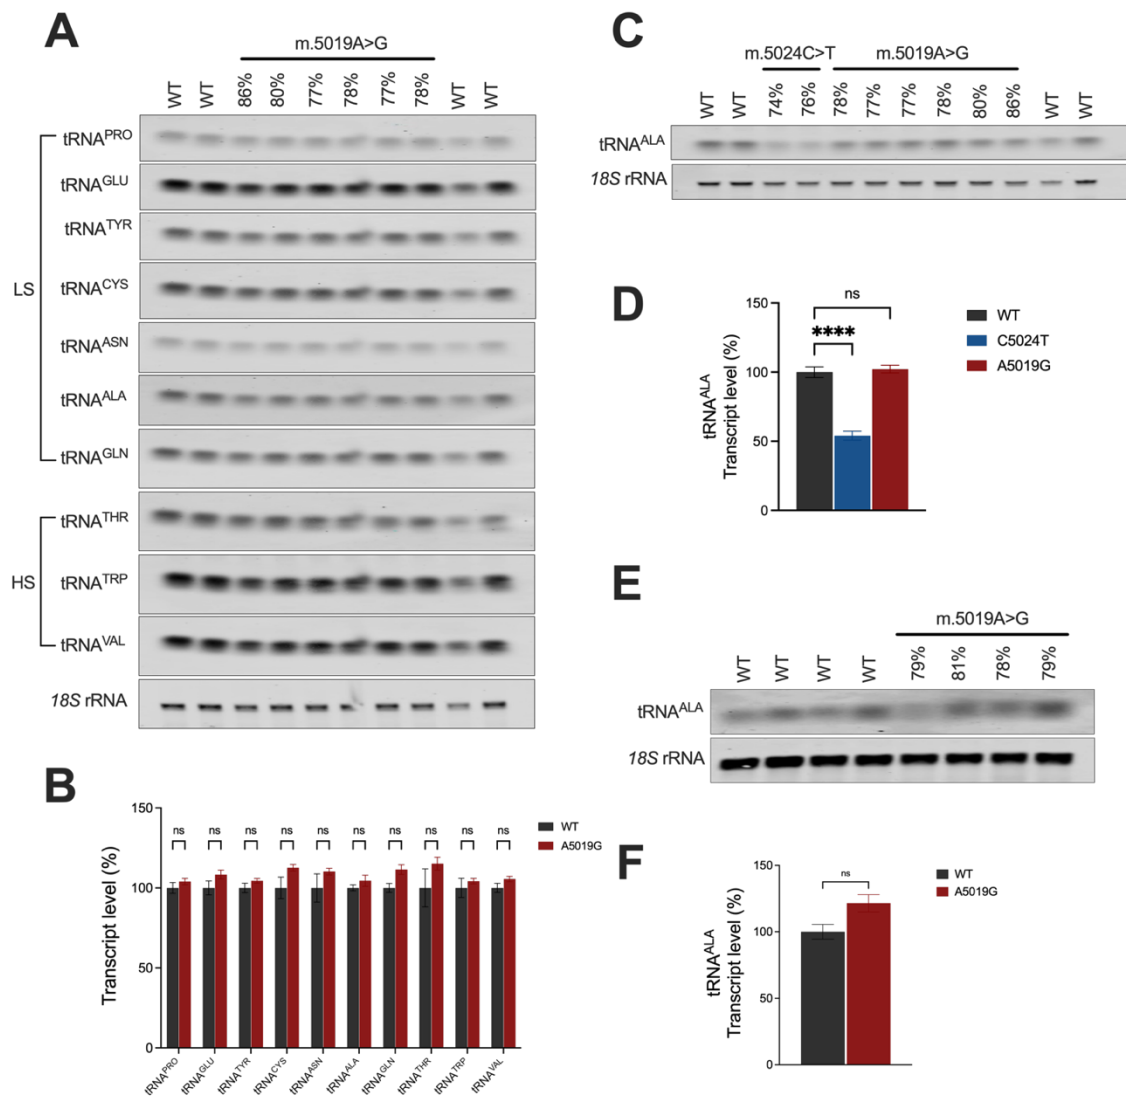 A
m.5019A>G
WT WT 86% 80% 77% 78% 77% 78% WT WT
LS
tRNA^PRO
tRNA^GLU
tRNA^TYR
tRNA^CYS
tRNA^ASN
tRNA^ALA
tRNA^GLN
HS
tRNA^THR
tRNA^TRP
tRNA^VAL
18S rRNA
B
Transcript level (%)
150
100
50
0
ns ns ns ns ns ns ns ns ns ns
WT
A5019G
tRNA^PRO tRNA^GLU tRNA^TYR tRNA^CYS tRNA^ASN tRNA^ALA tRNA^GLN tRNA^THR tRNA^TRP tRNA^VAL
C
m.5024C>T m.5019A>G
WT WT 74% 76% 78% 77% 77% 78% 80% 86% WT WT
tRNA^ALA
18S rRNA
D
tRNA^ALA
Transcript level (%)
150
100
50
0
ns
****
WT
C5024T
A5019G
E
m.5019A>G
WT WT WT WT 79% 81% 78% 79%
tRNA^ALA
18S rRNA
F
tRNA^ALA
Transcript level (%)
150
100
50
0
ns
WT
A5019G